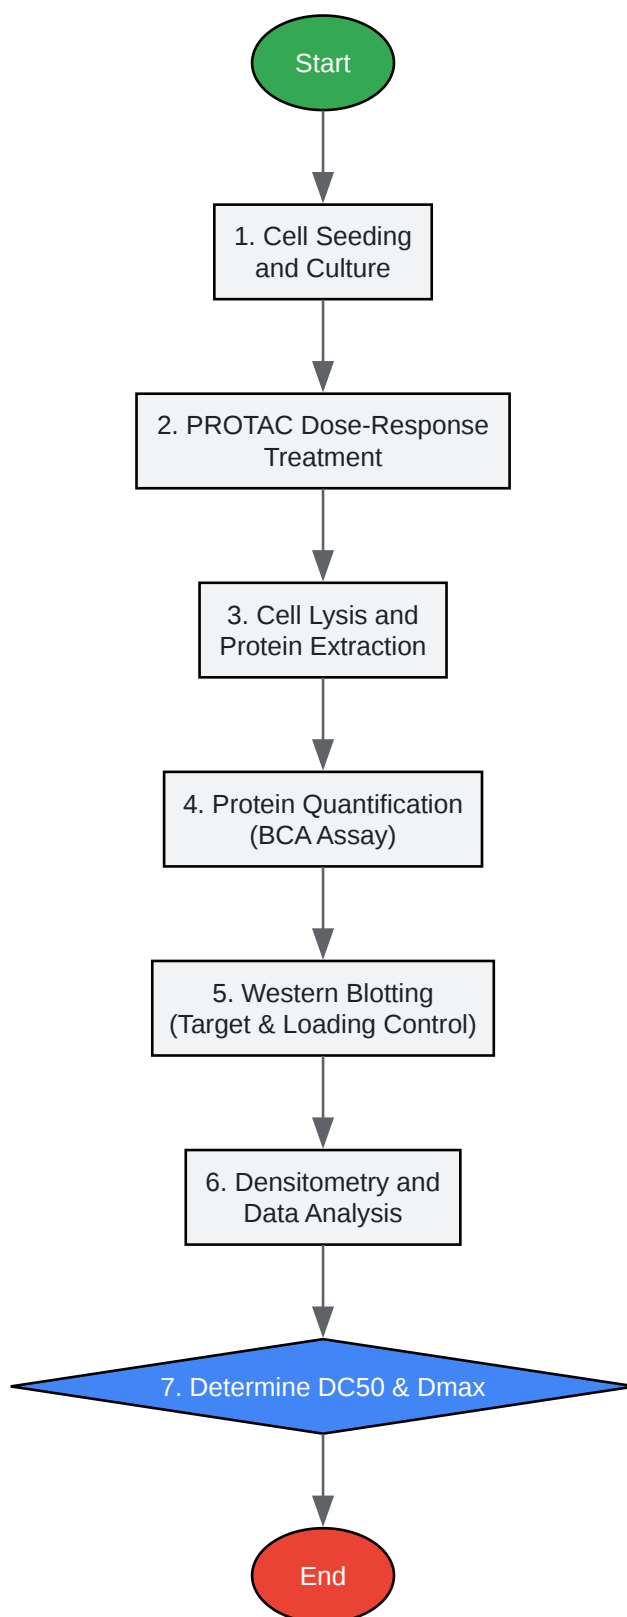 Start
1. Cell Seeding
and Culture
2. PROTAC Dose-Response
Treatment
3. Cell Lysis and
Protein Extraction
4. Protein Quantification
(BCA Assay)
5. Western Blotting
(Target & Loading Control)
6. Densitometry and
Data Analysis
7. Determine DC50 & Dmax
End